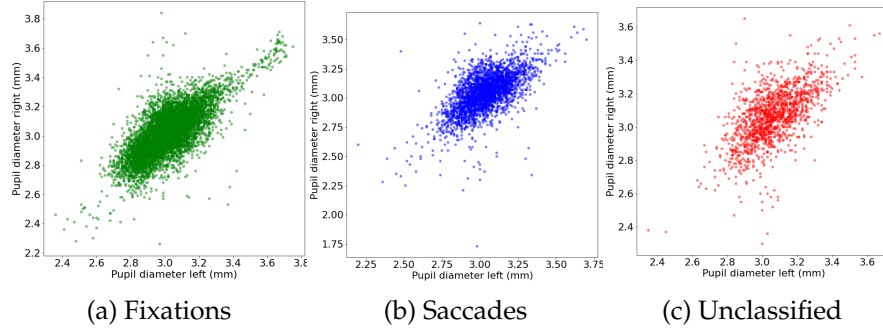 3.8
3.6
3.4
3.2
3.0
2.8
2.6
2.4
2.2
Pupil diameter right (mm)
2.4 2.6 2.8 3.0 3.2 3.4 3.6 3.8
Pupil diameter left (mm)
(a) Fixations
3.50
3.25
3.00
2.75
2.50
2.25
2.00
1.75
Pupil diameter right (mm)
2.25 2.50 2.75 3.00 3.25 3.50 3.75
Pupil diameter left (mm)
(b) Saccades
3.6
3.4
3.2
3.0
2.8
2.6
2.4
Pupil diameter right (mm)
2.4 2.6 2.8 3.0 3.2 3.4 3.6
Pupil diameter left (mm)
(c) Unclassified